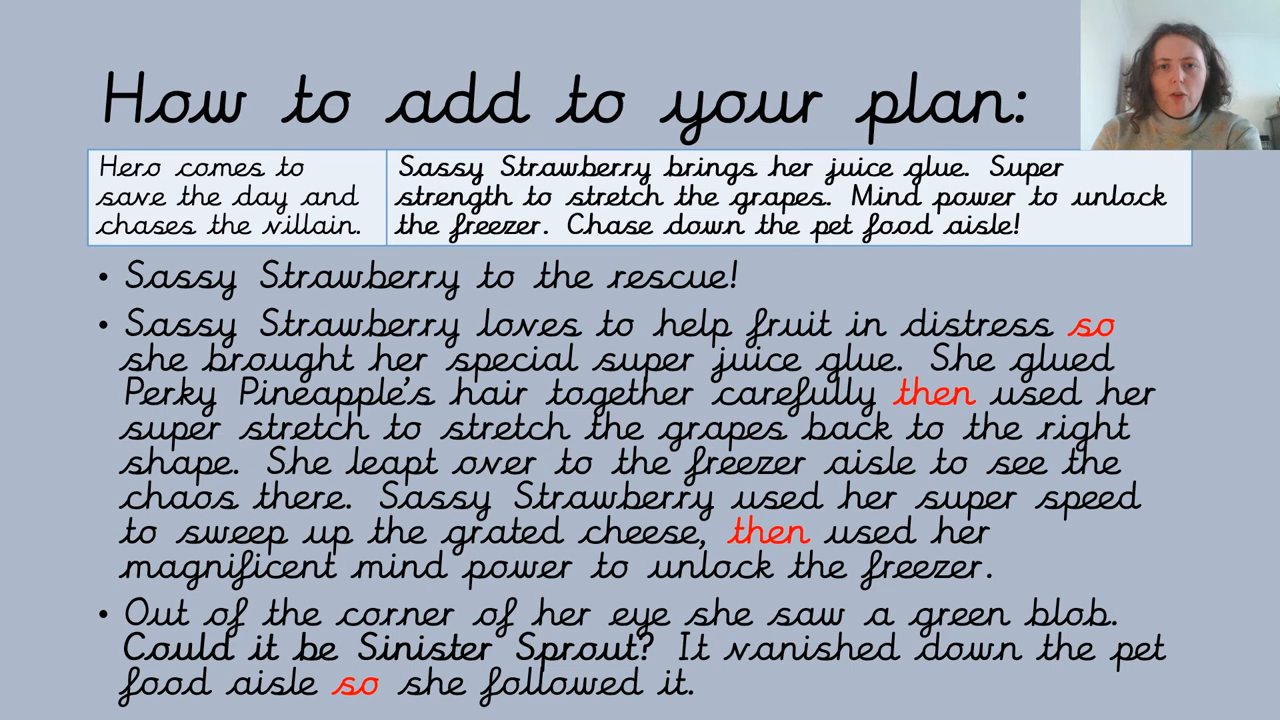 How to add to your plan:
Hero comes to
save the day and
chases the villain.
Sassy Strawberry brings her juice glue. Super
strength to stretch the grapes. Mind power to unlock
the freezer. Chase down the pet food aisle!
• Sassy Strawberry to the rescue!
• Sassy Strawberry loves to help fruit in distress so
she brought her special super juice glue. She glued
Perky Pineapple's hair together carefully then used her
super stretch to stretch the grapes back to the right
shape. She leapt over to the freezer aisle to see the
chaos there. Sassy Strawberry used her super speed
to sweep up the grated cheese, then used her
magnificent mind power to unlock the freezer.
• Out of the corner of her eye she saw a green blob.
Could it be Sinister Sprout? It vanished down the pet
food aisle so she followed it.